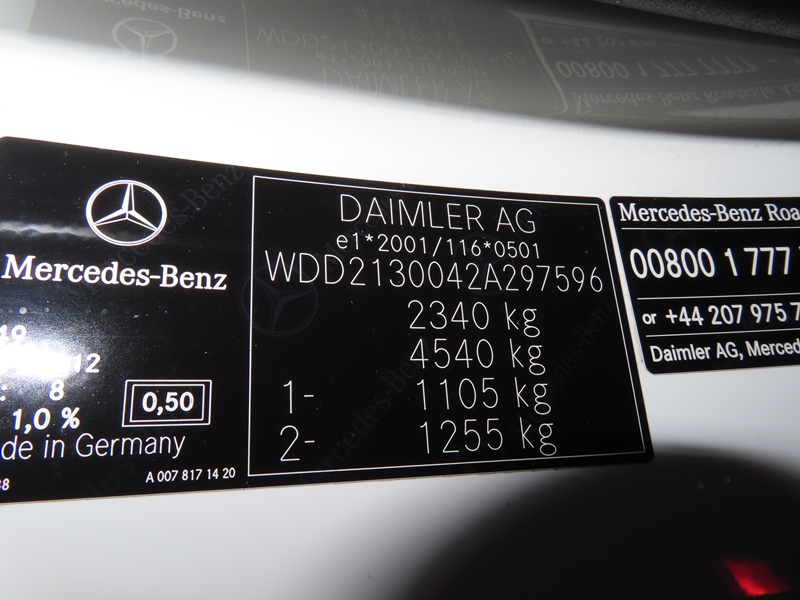 Mercedes-Benz
12
: 8
1,0 %
0,50
de in Germany
A 007 817 14 20
DAIMLER AG
e1*2001/116*0501
WDD2130042A297596
2340 kg
4540 kg
1- 1105 kg
2- 1255 kg
Mercedes-Benz Roa
00800 1 777
or +44 207 975 7
Daimler AG, Merced